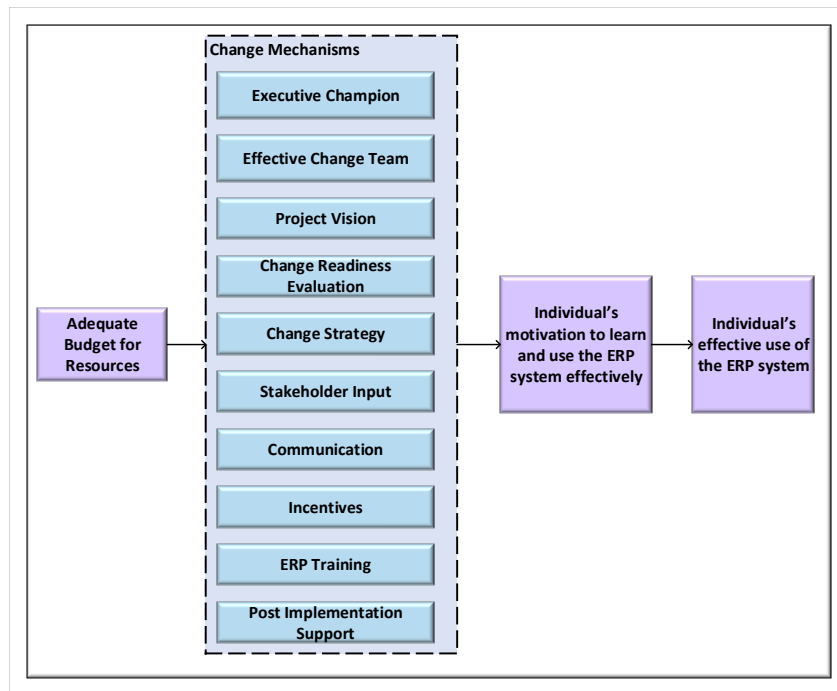 Change Mechanisms
Executive Champion
Effective Change Team
Project Vision
Change Readiness
Evaluation
Change Strategy
Stakeholder Input
Communication
Incentives
ERP Training
Post Implementation
Support
Adequate
Budget for
Resources
Individual’s
motivation to learn
and use the ERP
system effectively
Individual’s
effective use of
the ERP system